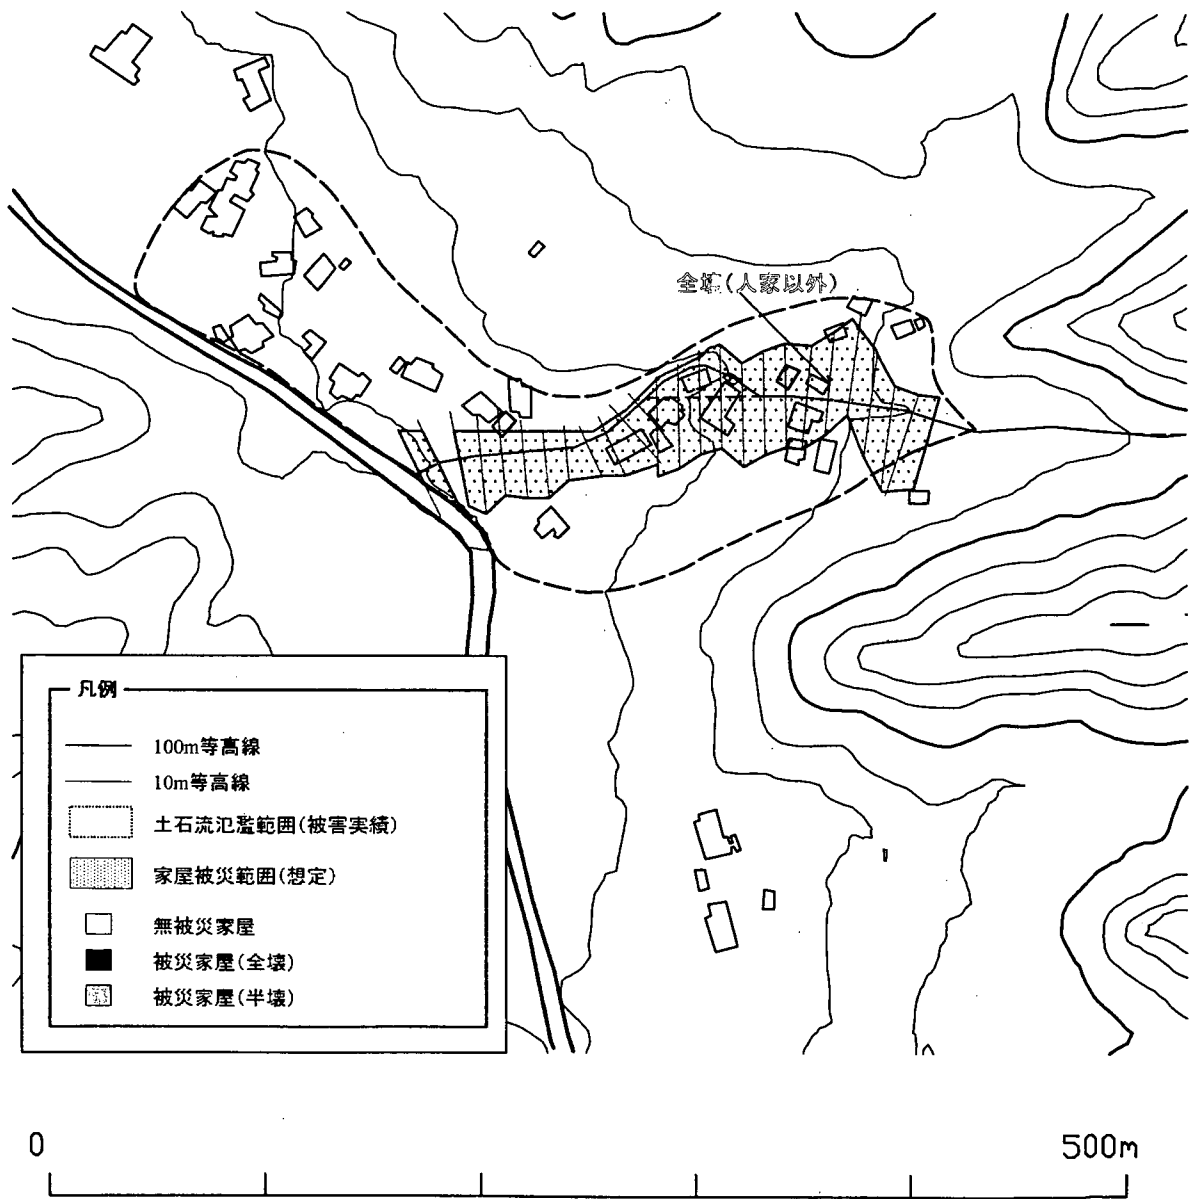 全壊(人家以外)
凡例
100m等高線
10m等高線
土石流氾濫範囲(被害実績)
家屋被災範囲(想定)
無被災家屋
被災家屋(全壊)
被災家屋(半壊)
0 500m